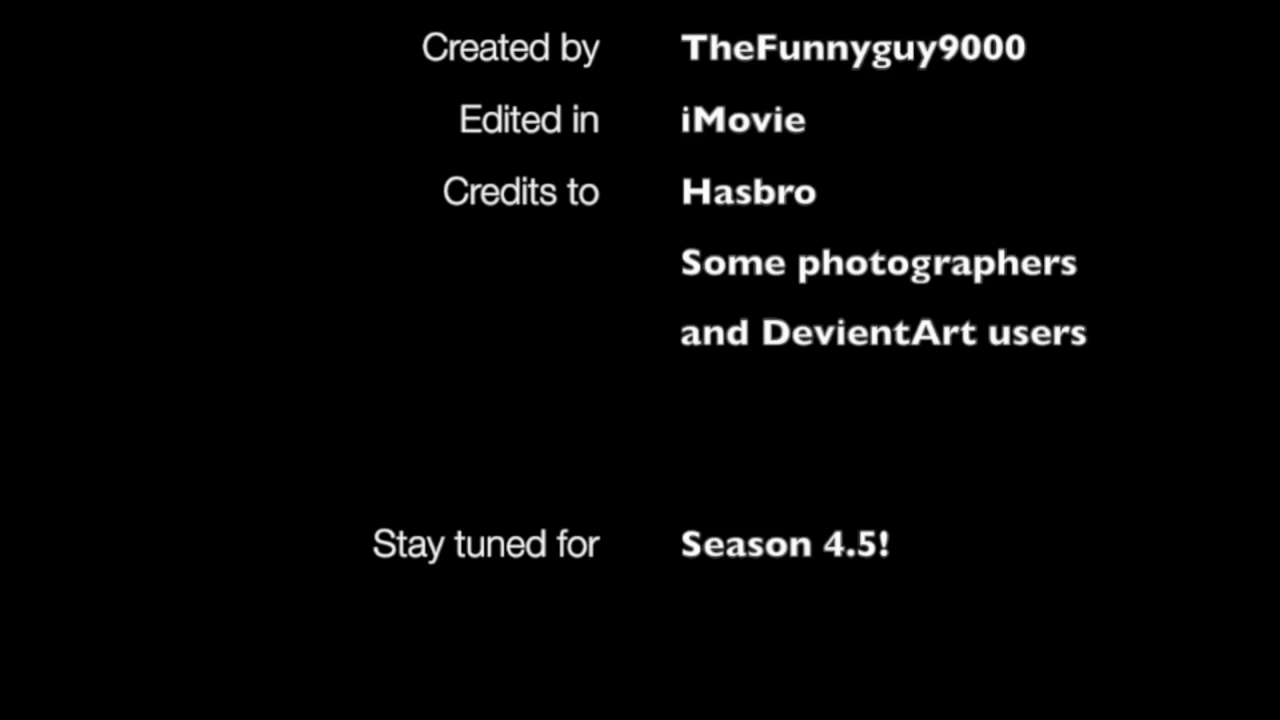 Created by TheFunnyguy9000
Edited in iMovie
Credits to Hasbro
Some photographers
and DevientArt users
Stay tuned for Season 4.5!